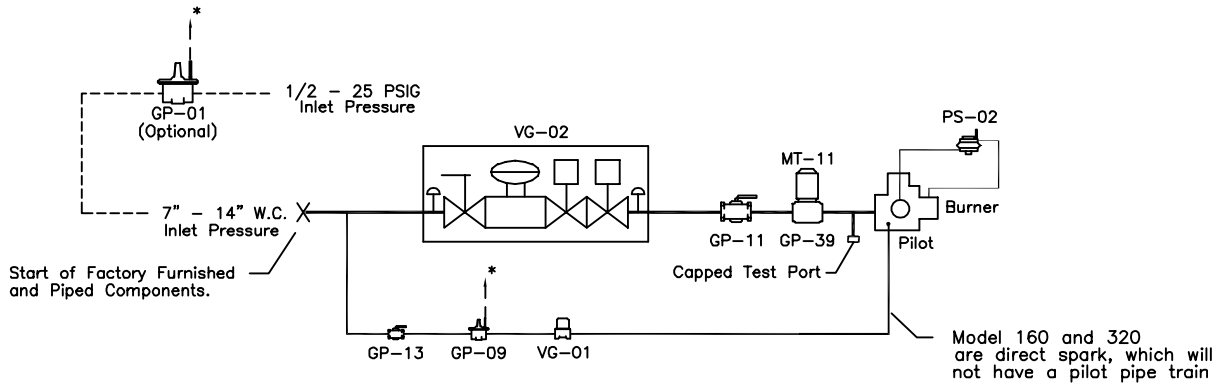 *
GP-01
(Optional)
1/2 - 25 PSIG
Inlet Pressure
VG-02
PS-02
MT-11
7" - 14" W.C.
Inlet Pressure
GP-11
GP-39
Burner
Pilot
Capped Test Port
Start of Factory Furnished
and Piped Components.
*
GP-13
GP-09
VG-01
Model 160 and 320
are direct spark, which will
not have a pilot pipe train